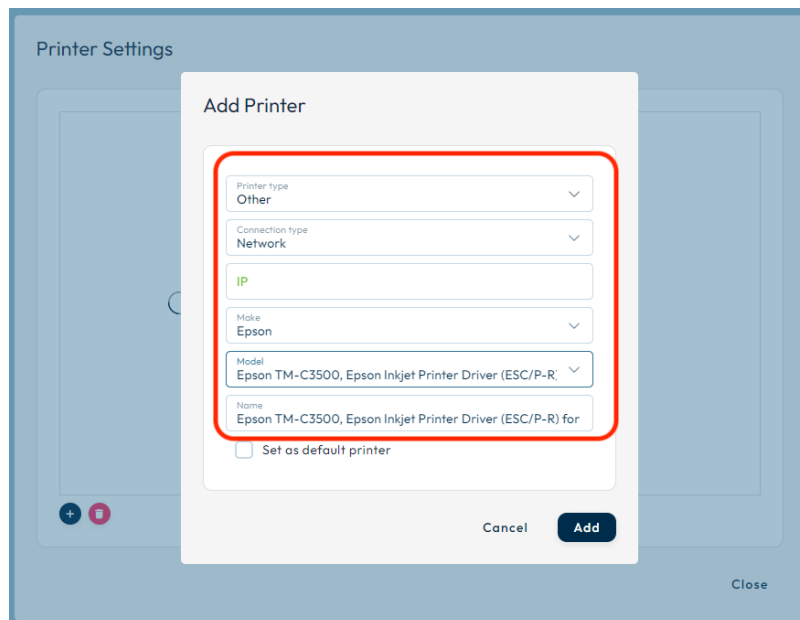 Printer Settings
Add Printer
Printer type
Other
Connection type
Network
IP
Make
Epson
Model
Epson TM-C3500, Epson Inkjet Printer Driver (ESC/P-R)
Name
Epson TM-C3500, Epson Inkjet Printer Driver (ESC/P-R) for
Set as default printer
Cancel
Add
Close